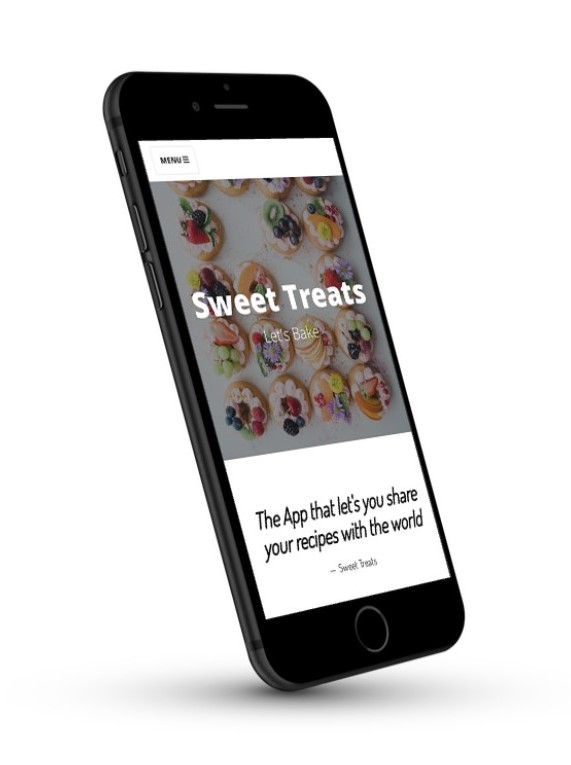 MENU
Sweet Treats
Let's Bake
The App that let's you share
your recipes with the world
— Sweet Treats